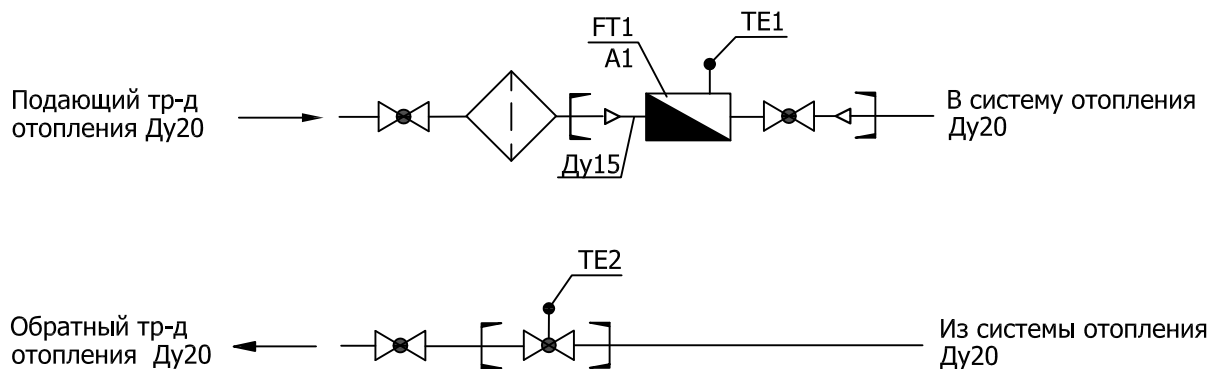 FT1
A1
TE1
Подающий тр-д
отопления Ду20
В систему отопления
Ду20
Ду15
TE2
Обратный тр-д
отопления Ду20
Из системы отопления
Ду20